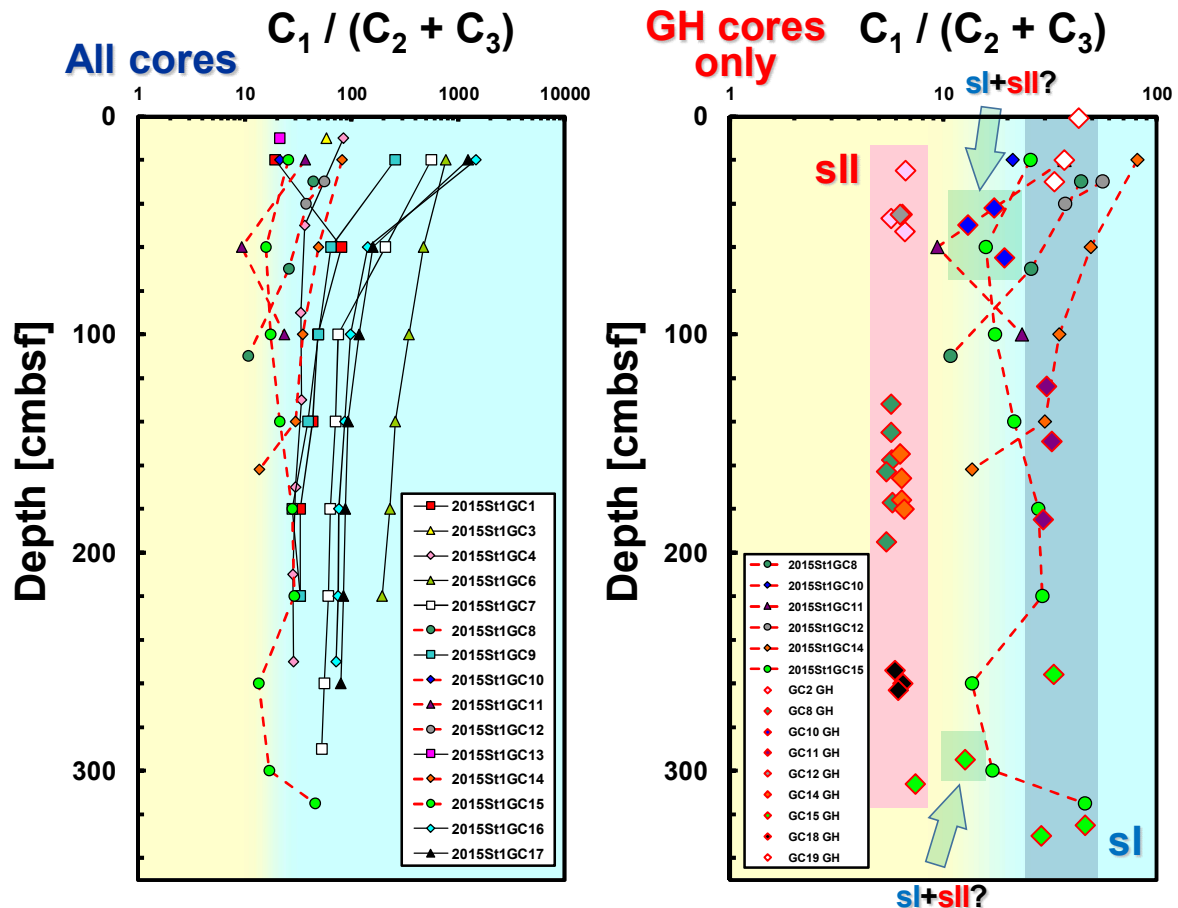 C1 / (C2 + C3)
All cores
1 10 100 1000 10000
0
100
200
300
Depth [cmbsf]
2015St1GC1
2015St1GC3
2015St1GC4
2015St1GC6
2015St1GC7
2015St1GC8
2015St1GC9
2015St1GC10
2015St1GC11
2015St1GC12
2015St1GC13
2015St1GC14
2015St1GC15
2015St1GC16
2015St1GC17
GH cores
only
C1 / (C2 + C3)
sI+sII?
1 10 100
0
100
200
300
Depth [cmbsf]
sII
2015St1GC8
2015St1GC10
2015St1GC11
2015St1GC12
2015St1GC14
2015St1GC15
GC2 GH
GC8 GH
GC10 GH
GC11 GH
GC12 GH
GC14 GH
GC15 GH
GC18 GH
GC19 GH
sI
sI+sII?